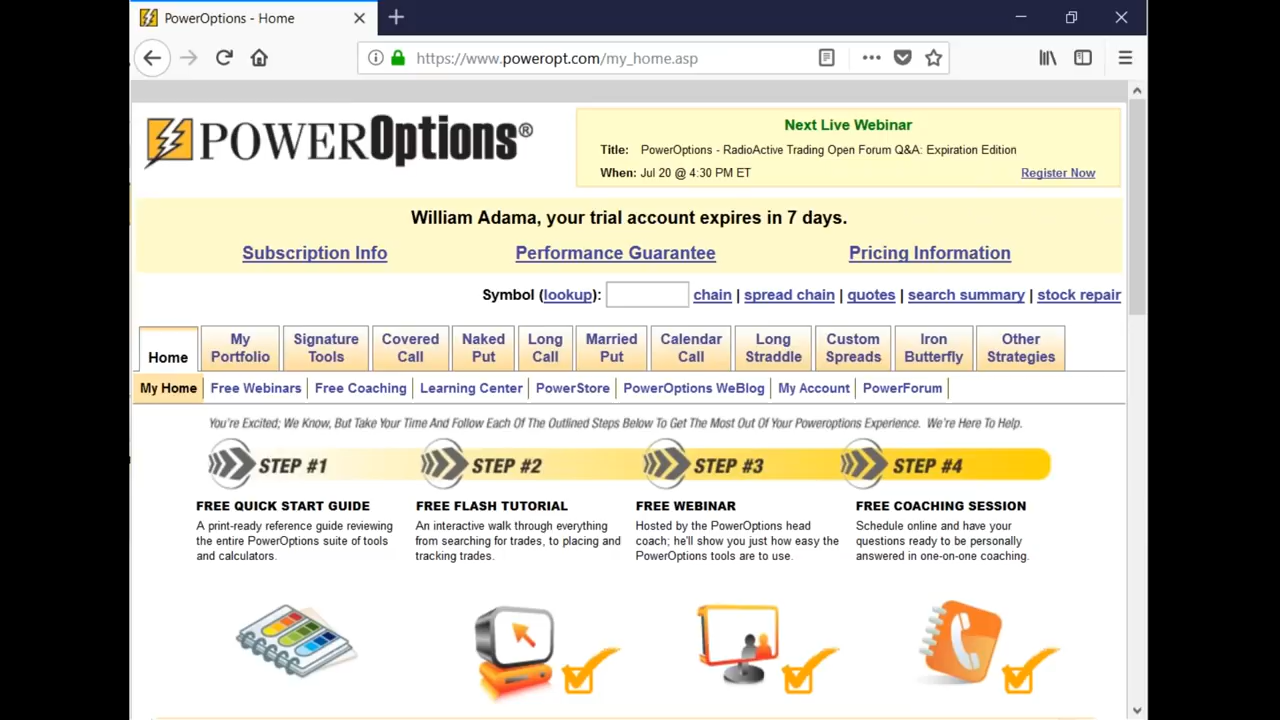 PowerOptions - Home
https://www.poweropt.com/my_home.asp
POWEROptions®
Next Live Webinar
Title: PowerOptions - RadioActive Trading Open Forum Q&A: Expiration Edition
When: Jul 20 @ 4:30 PM ET
Register Now
William Adama, your trial account expires in 7 days.
Subscription Info
Performance Guarantee
Pricing Information
Symbol (lookup): chain | spread chain | quotes | search summary | stock repair
Home
My
Portfolio
Signature
Tools
Covered
Call
Naked
Put
Long
Call
Married
Put
Calendar
Call
Long
Straddle
Custom
Spreads
Iron
Butterfly
Other
Strategies
My Home | Free Webinars | Free Coaching | Learning Center | PowerStore | PowerOptions WeBlog | My Account | PowerForum |
You're Excited; We Know, But Take Your Time And Follow Each Of The Outlined Steps Below To Get The Most Out Of Your Poweroptions Experience. We're Here To Help.
STEP #1
STEP #2
STEP #3
STEP #4
FREE QUICK START GUIDE
A print-ready reference guide reviewing
the entire PowerOptions suite of tools
and calculators.
FREE FLASH TUTORIAL
An interactive walk through everything
from searching for trades, to placing and
tracking trades.
FREE WEBINAR
Hosted by the PowerOptions head
coach; he'll show you just how easy the
PowerOptions tools are to use.
FREE COACHING SESSION
Schedule online and have your
questions ready to be personally
answered in one-on-one coaching.